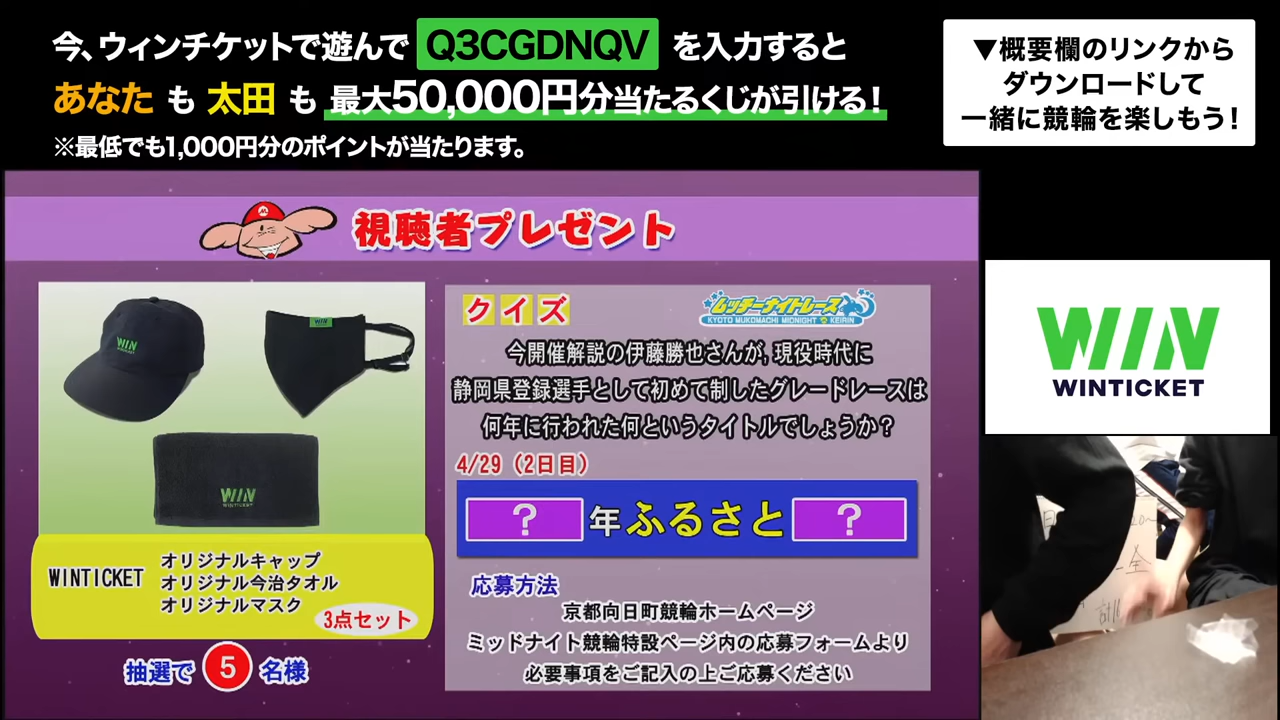 今、ウィンチケットで遊んで Q3CGDNQV を入力すると
あなた も 太田 も 最大50,000円分当たるくじが引ける!
※最低でも1,000円分のポイントが当たります。
▼概要欄のリンクから
ダウンロードして
一緒に競輪を楽しもう!
視聴者プレゼント
M
WIN
WINTICKET
WIN
WIN
WINTICKET
WINTICKET
オリジナルキャップ
オリジナル今治タオル
オリジナルマスク
3点セット
抽選で 5 名様
クイズ
ムッチーナイトレース
KYOTO MUKOMACHI MIDNIGHT KEIRIN
今開催解説の伊藤勝也さんが,現役時代に
静岡県登録選手として初めて制したグレードレースは
何年に行われた何というタイトルでしょうか?
4/29(2日目)
? 年ふるさと ?
応募方法
京都向日町競輪ホームページ
ミッドナイト競輪特設ページ内の応募フォームより
必要事項をご記入の上ご応募ください
WIN
WINTICKET
全